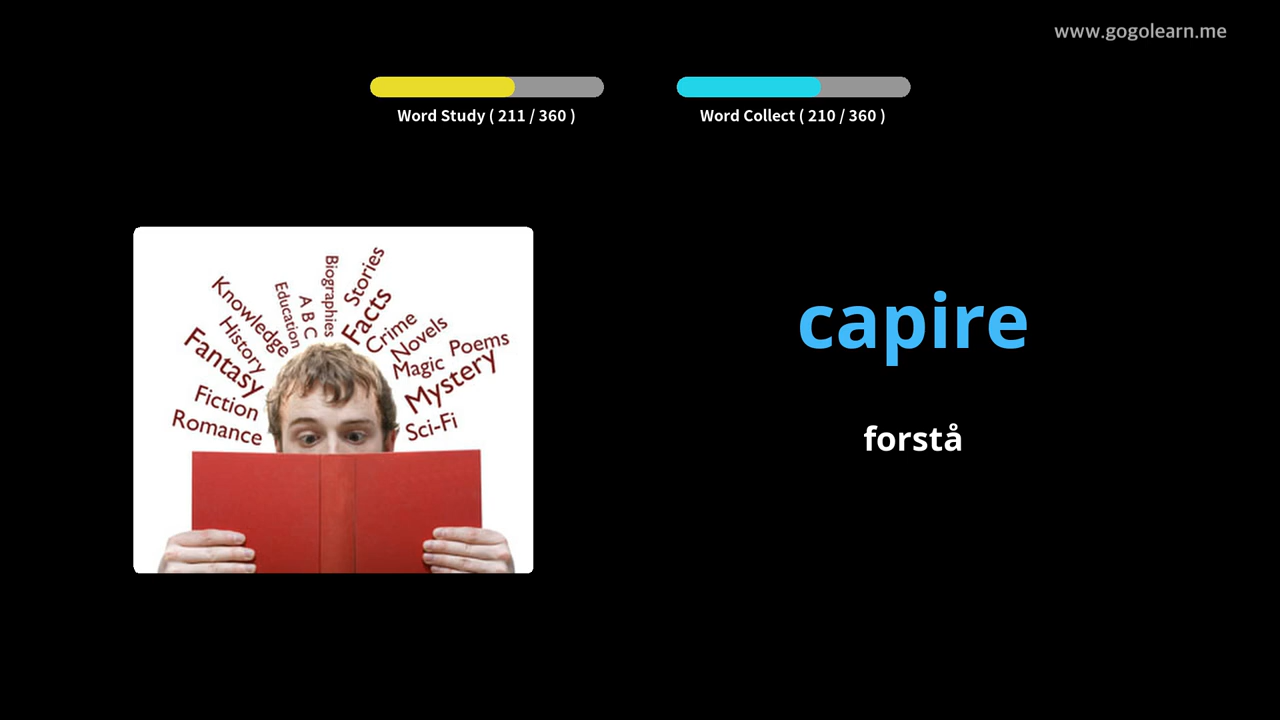 www.gogolearn.me
Word Study ( 211 / 360 )
Word Collect ( 210 / 360 )
Biographies
Stories
Education
A B C
Facts
Knowledge
History
Crime
Novels
Poems
Fantasy
Magic
Mystery
Fiction
Romance
Sci-Fi
capire
forstå